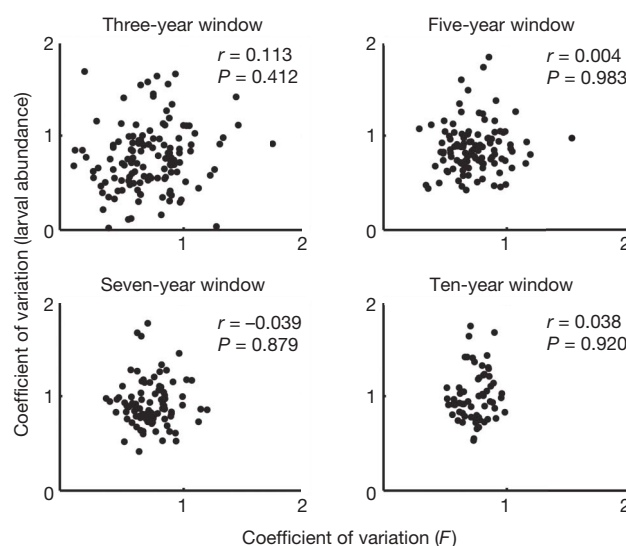 Three-year window
2
r = 0.113
P = 0.412
1
0
1
2
Five-year window
2
r = 0.004
P = 0.983
1
0
1
2
Seven-year window
2
r = –0.039
P = 0.879
1
0
1
2
Ten-year window
2
r = 0.038
P = 0.920
1
0
1
2
Coefficient of variation (larval abundance)
Coefficient of variation (F)